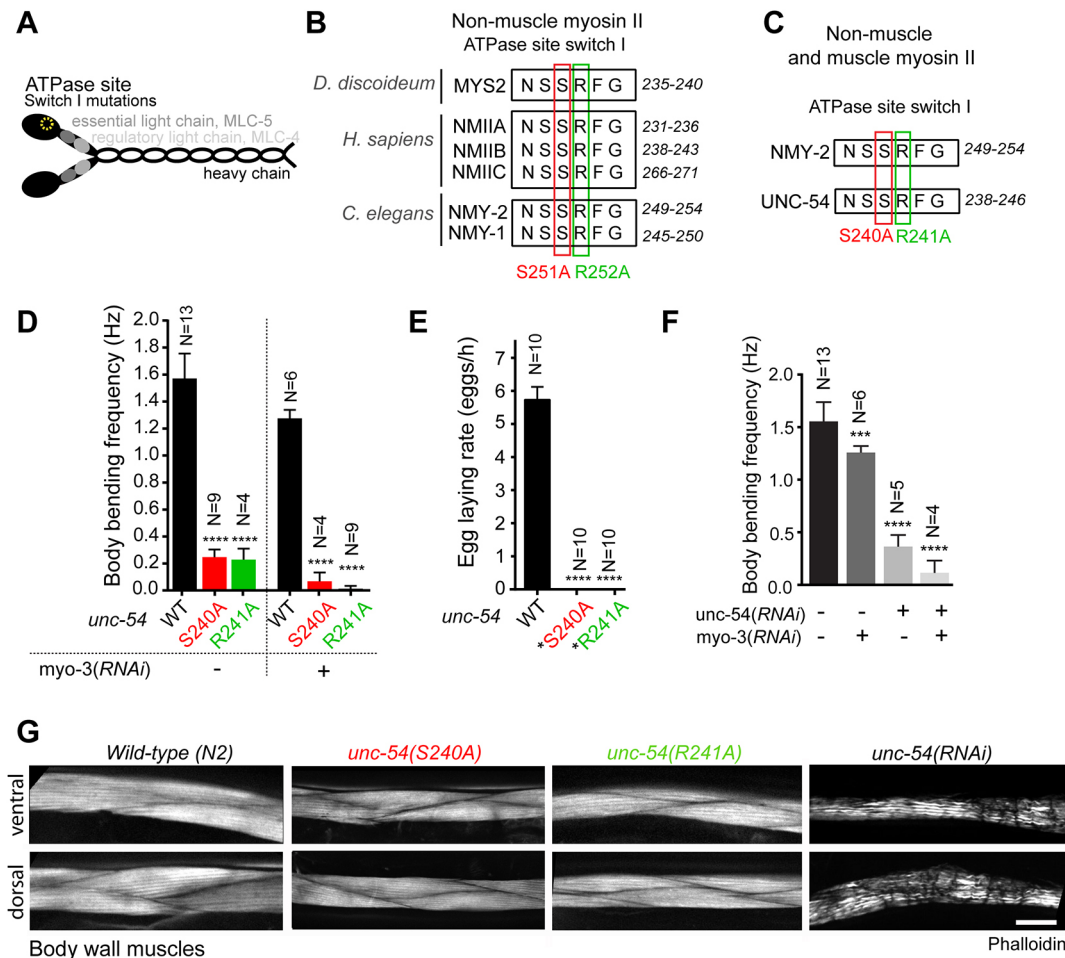 A
ATPase site
Switch I mutations
essential light chain, MLC-5
regulatory light chain, MLC-4
heavy chain
B
Non-muscle myosin II
ATPase site switch I
D. discoideum MYS2 N S S R F G 235-240
H. sapiens
NMIIA N S S R F G 231-236
NMIIB N S S R F G 238-243
NMIIC N S S R F G 266-271
C. elegans
NMY-2 N S S R F G 249-254
NMY-1 N S S R F G 245-250
S251A R252A
C
Non-muscle
and muscle myosin II
ATPase site switch I
NMY-2 N S S R F G 249-254
UNC-54 N S S R F G 238-246
S240A R241A
D
Body bending frequency (Hz)
2.0
1.8
1.6
1.4
1.2
1.0
0.8
0.6
0.4
0.2
0.0
N=13
N=9
N=4
N=6
N=4
N=9
**** **** **** ****
unc-54 WT S240A R241A WT S240A R241A
myo-3(RNAi) - +
E
Egg laying rate (eggs/h)
7
6
5
4
3
2
1
0
N=10
N=10
N=10
**** ****
unc-54 WT *S240A *R241A
F
Body bending frequency (Hz)
2.0
1.5
1.0
0.5
0.0
N=13
N=6
***
N=5
****
N=4
****
unc-54(RNAi) - - + +
myo-3(RNAi) - + - +
G
Wild-type (N2) unc-54(S240A) unc-54(R241A) unc-54(RNAi)
ventral
dorsal
Body wall muscles
Phalloidin